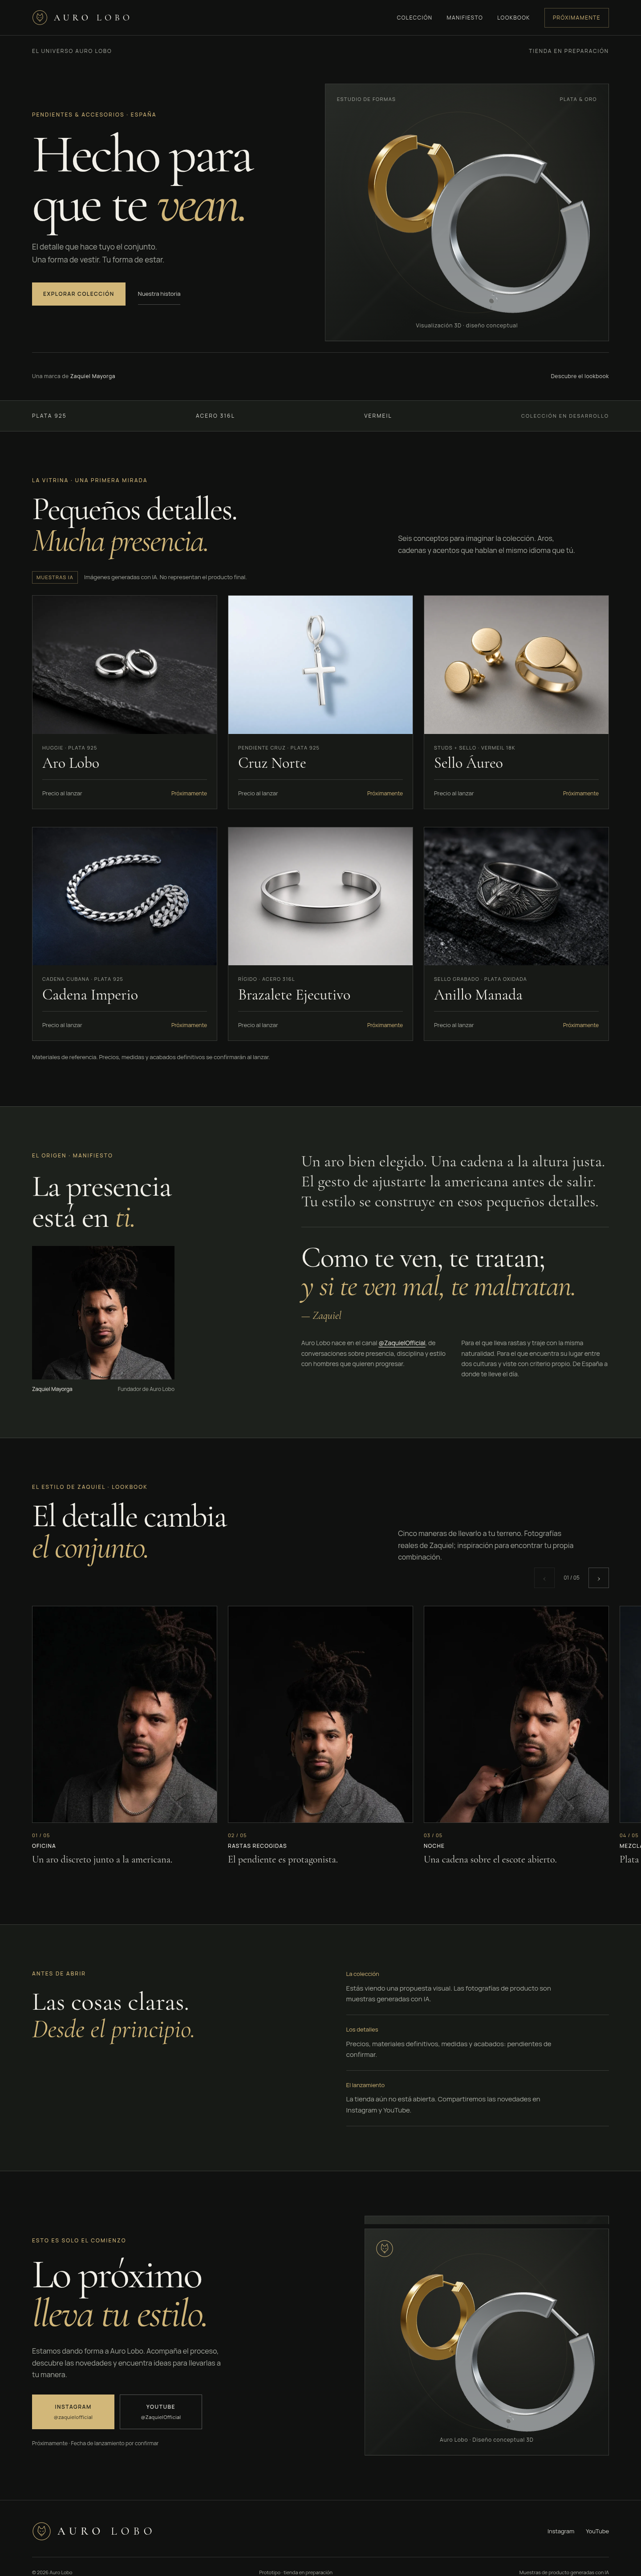 AURO LOBO
COLECCIÓN MANIFIESTO LOOKBOOK PRÓXIMAMENTE
EL UNIVERSO AURO LOBO
TIENDA EN PREPARACIÓN
PENDIENTES & ACCESORIOS · ESPAÑA
Hecho para
que te vean.
El detalle que hace tuyo el conjunto.
Una forma de vestir. Tu forma de estar.
EXPLORAR COLECCIÓN
Nuestra historia
ESTUDIO DE FORMAS
PLATA & ORO
Visualización 3D · diseño conceptual
Una marca de Zaquiel Mayorga
Descubre el lookbook
PLATA 925
ACERO 316L
VERMEIL
COLECCIÓN EN DESARROLLO
LA VITRINA · UNA PRIMERA MIRADA
Pequeños detalles.
Mucha presencia.
Seis conceptos para imaginar la colección. Aros,
cadenas y acentos que hablan el mismo idioma que tú.
MUESTRAS IA
Imágenes generadas con IA. No representan el producto final.
HUGGIE · PLATA 925
Aro Lobo
Precio al lanzar
Próximamente
PENDIENTE CRUZ · PLATA 925
Cruz Norte
Precio al lanzar
Próximamente
STUDS + SELLO · VERMEIL 18K
Sello Áureo
Precio al lanzar
Próximamente
CADENA CUBANA · PLATA 925
Cadena Imperio
Precio al lanzar
Próximamente
RÍGIDO · ACERO 316L
Brazalete Ejecutivo
Precio al lanzar
Próximamente
SELLO GRABADO · PLATA OXIDADA
Anillo Manada
Precio al lanzar
Próximamente
Materiales de referencia. Precios, medidas y acabados definitivos se confirmarán al lanzar.
EL ORIGEN · MANIFIESTO
La presencia
está en ti.
Zaquiel Mayorga
Fundador de Auro Lobo
Un aro bien elegido. Una cadena a la altura justa.
El gesto de ajustarte la americana antes de salir.
Tu estilo se construye en esos pequeños detalles.
Como te ven, te tratan;
y si te ven mal, te maltratan.
— Zaquiel
Auro Lobo nace en el canal @ZaquielOfficial, de
conversaciones sobre presencia, disciplina y estilo
con hombres que quieren progresar.
Para el que lleva rastas y traje con la misma
naturalidad. Para el que encuentra su lugar entre
dos culturas y viste con criterio propio. De España a
donde te lleve el día.
EL ESTILO DE ZAQUIEL · LOOKBOOK
El detalle cambia
el conjunto.
Cinco maneras de llevarlo a tu terreno. Fotografías
reales de Zaquiel; inspiración para encontrar tu propia
combinación.
01 / 05
01 / 05
OFICINA
Un aro discreto junto a la americana.
02 / 05
RASTAS RECOGIDAS
El pendiente es protagonista.
03 / 05
NOCHE
Una cadena sobre el escote abierto.
04 / 05
MEZCLA
Plata
ANTES DE ABRIR
Las cosas claras.
Desde el principio.
La colección
Estás viendo una propuesta visual. Las fotografías de producto son
muestras generadas con IA.
Los detalles
Precios, materiales definitivos, medidas y acabados: pendientes de
confirmar.
El lanzamiento
La tienda aún no está abierta. Compartiremos las novedades en
Instagram y YouTube.
ESTO ES SOLO EL COMIENZO
Lo próximo
lleva tu estilo.
Estamos dando forma a Auro Lobo. Acompaña el proceso,
descubre las novedades y encuentra ideas para llevarlas a
tu manera.
INSTAGRAM
@zaquielofficial
YOUTUBE
@ZaquielOfficial
Próximamente · Fecha de lanzamiento por confirmar
Auro Lobo · Diseño conceptual 3D
AURO LOBO
Instagram YouTube
© 2026 Auro Lobo
Prototipo · tienda en preparación
Muestras de producto generadas con IA